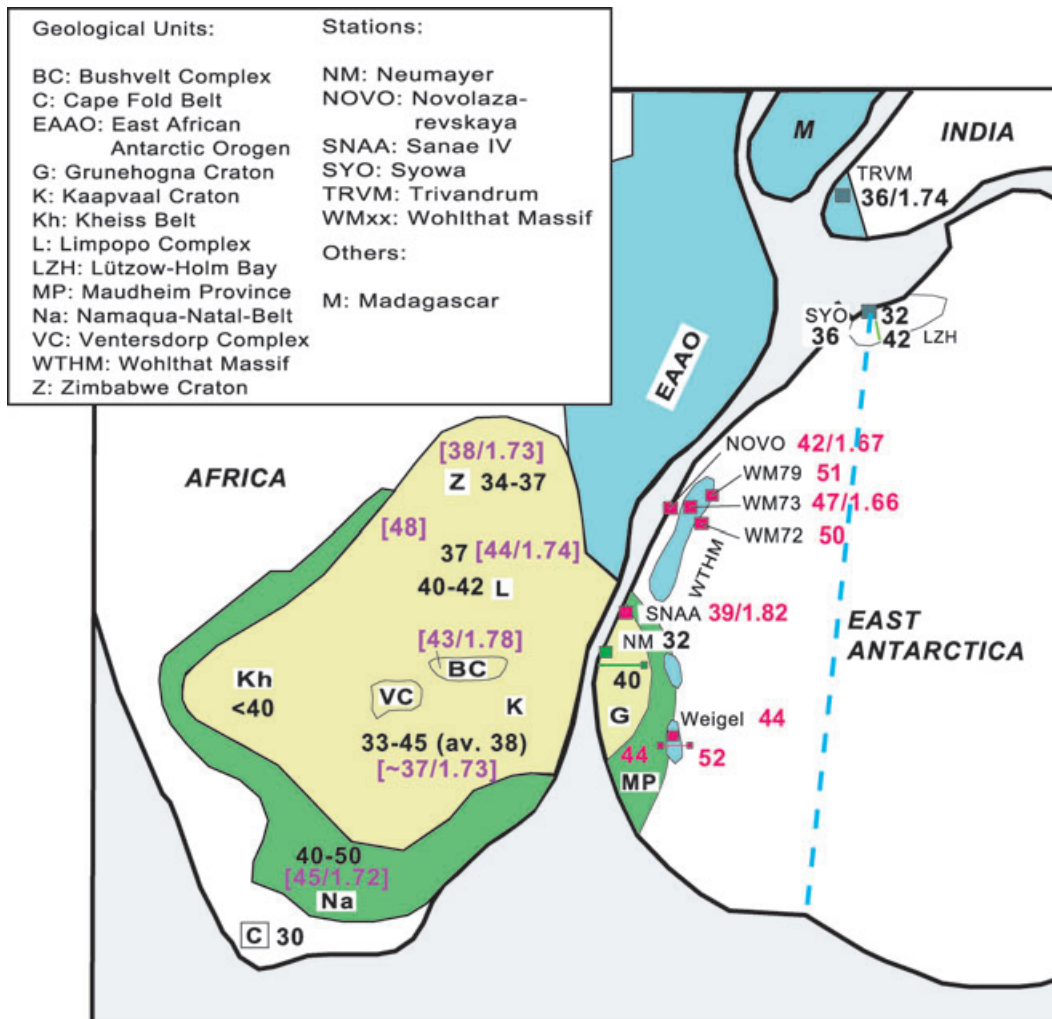 Geological Units:
BC: Bushvelt Complex
C: Cape Fold Belt
EAAO: East African
Antarctic Orogen
G: Grunehogna Craton
K: Kaapvaal Craton
Kh: Kheiss Belt
L: Limpopo Complex
LZH: Lützow-Holm Bay
MP: Maudheim Province
Na: Namaqua-Natal-Belt
VC: Ventersdorp Complex
WTHM: Wohlthat Massif
Z: Zimbabwe Craton
Stations:
NM: Neumayer
NOVO: Novolaza-
revskaya
SNAA: Sanae IV
SYO: Syowa
TRVM: Trivandrum
WMxx: Wohlthat Massif
Others:
M: Madagascar
M
INDIA
TRVM
36/1.74
SYO
36
32
42
LZH
EAAO
AFRICA
[38/1.73]
Z 34-37
[48]
37 [44/1.74]
40-42 L
[43/1.78]
BC
VC
Kh
<40
K
33-45 (av. 38)
[~37/1.73]
40-50
[45/1.72]
Na
C 30
NOVO 42/1.67
WM79 51
WM73 47/1.66
WM72 50
WTHM
SNAA 39/1.82
NM 32
40
G
Weigel 44
44
52
MP
EAST
ANTARCTICA